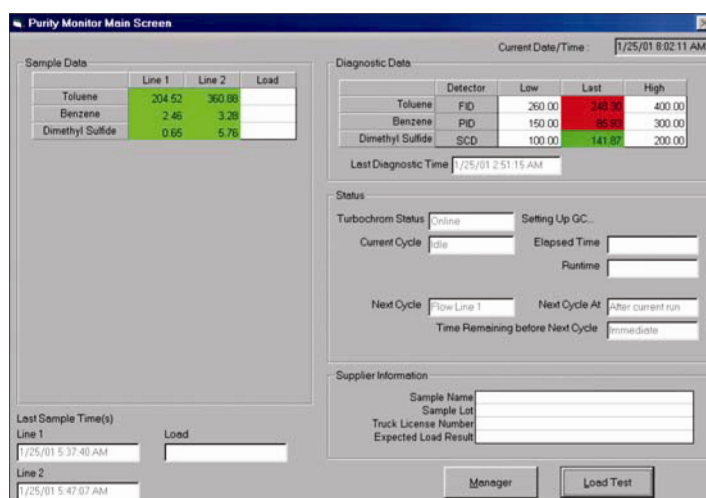 Purity Monitor Main Screen
Current Date/Time : 1/25/01 8:02:11 AM
Sample Data
Line 1 Line 2 Load
Toluene 204.52 360.88
Benzene 2.46 3.28
Dimethyl Sulfide 0.65 5.76
Diagnostic Data
Detector Low Last High
Toluene FID 260.00 248.30 400.00
Benzene PID 150.00 85.93 300.00
Dimethyl Sulfide SCD 100.00 141.87 200.00
Last Diagnostic Time 1/25/01 2:51:15 AM
Status
Turbochrom Status Online Setting Up GC...
Current Cycle Idle Elapsed Time
Runtime
Next Cycle Flow Line 1 Next Cycle At After current run
Time Remaining before Next Cycle Immediate
Supplier Information
Sample Name
Sample Lot
Truck License Number
Expected Load Result
Last Sample Time(s)
Line 1 Load
1/25/01 5:37:40 AM
Line 2
1/25/01 5:47:07 AM
Manager Load Test